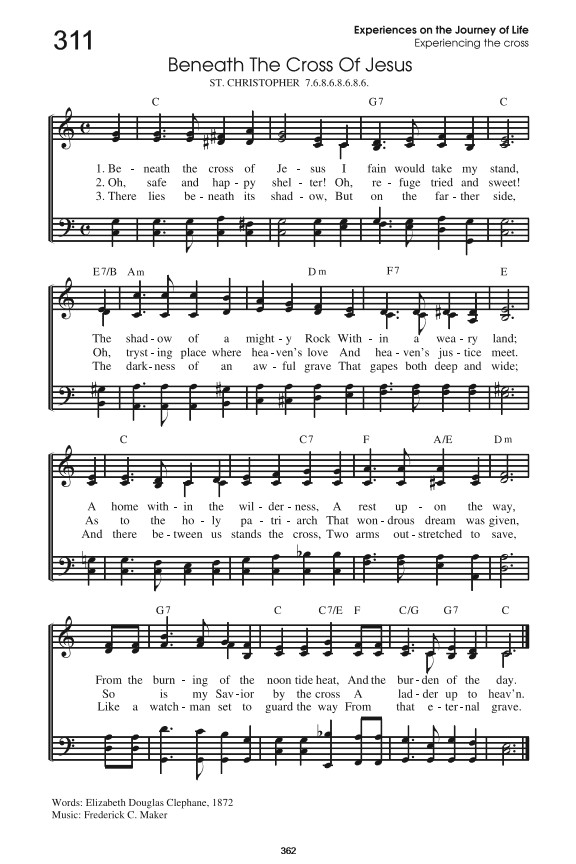 311
Experiences on the Journey of Life
Experiencing the cross
Beneath The Cross Of Jesus
ST. CHRISTOPHER 7.6.8.6.8.6.8.6.
C G7 C
1. Be - neath the cross of Je - sus I fain would take my stand,
2. Oh, safe and hap - py shel - ter! Oh, re - fuge tried and sweet!
3. There lies be - neath its shad - ow, But on the far - ther side,
E7/B Am Dm F7 E
The shad - ow of a might - y Rock With - in a wea - ry land;
Oh, tryst - ing place where heav - en's love And heav - en's jus - tice meet.
The dark - ness of an aw - ful grave That gapes both deep and wide;
C C7 F A/E Dm
A home with - in the wil - der - ness, A rest up - on the way,
As to the ho - ly pa - tri - arch That won - drous dream was given,
And there be - tween us stands the cross, Two arms out - stretched to save,
G7 C C7/E F C/G G7 C
From the burn - ing of the noon tide heat, And the bur - den of the day.
So is my Sav - ior by the cross A lad - der up to heav'n.
Like a watch - man set to guard the way From that e - ter - nal grave.
Words: Elizabeth Douglas Clephane, 1872
Music: Frederick C. Maker
362